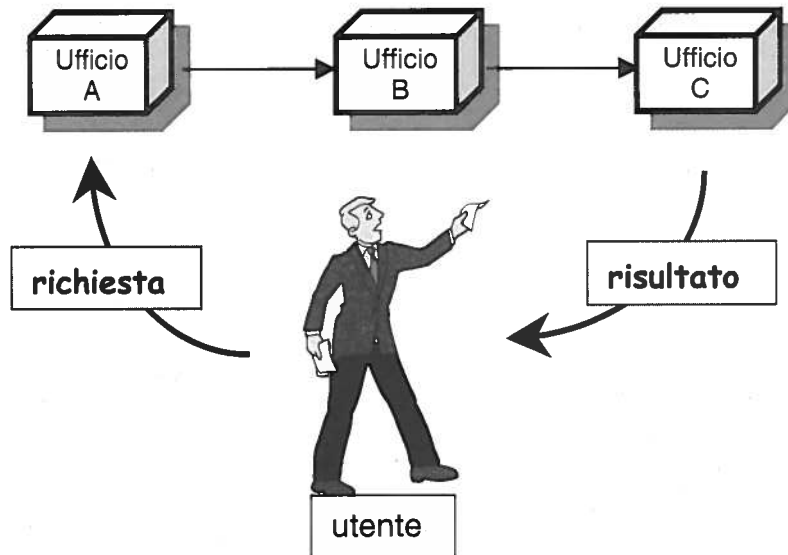 Ufficio
A
Ufficio
B
Ufficio
C
richiesta
risultato
utente